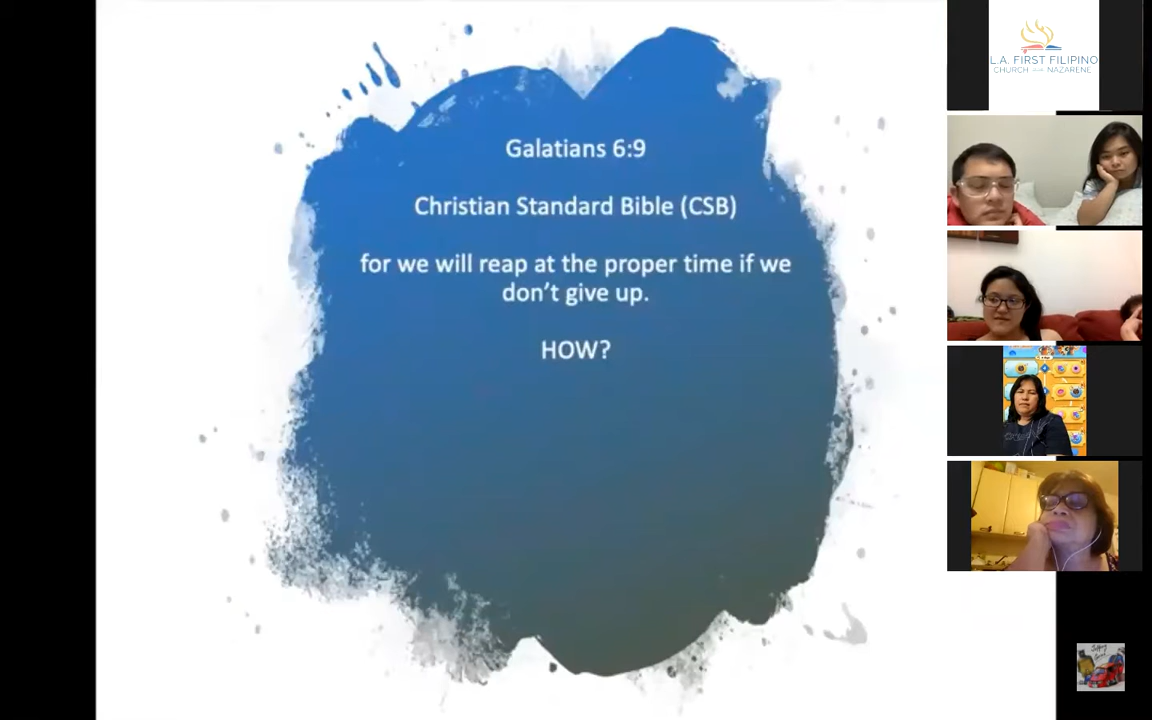 Galatians 6:9
Christian Standard Bible (CSB)
for we will reap at the proper time if we
don't give up.
HOW?
L.A. FIRST FILIPINO
CHURCH OF THE NAZARENE